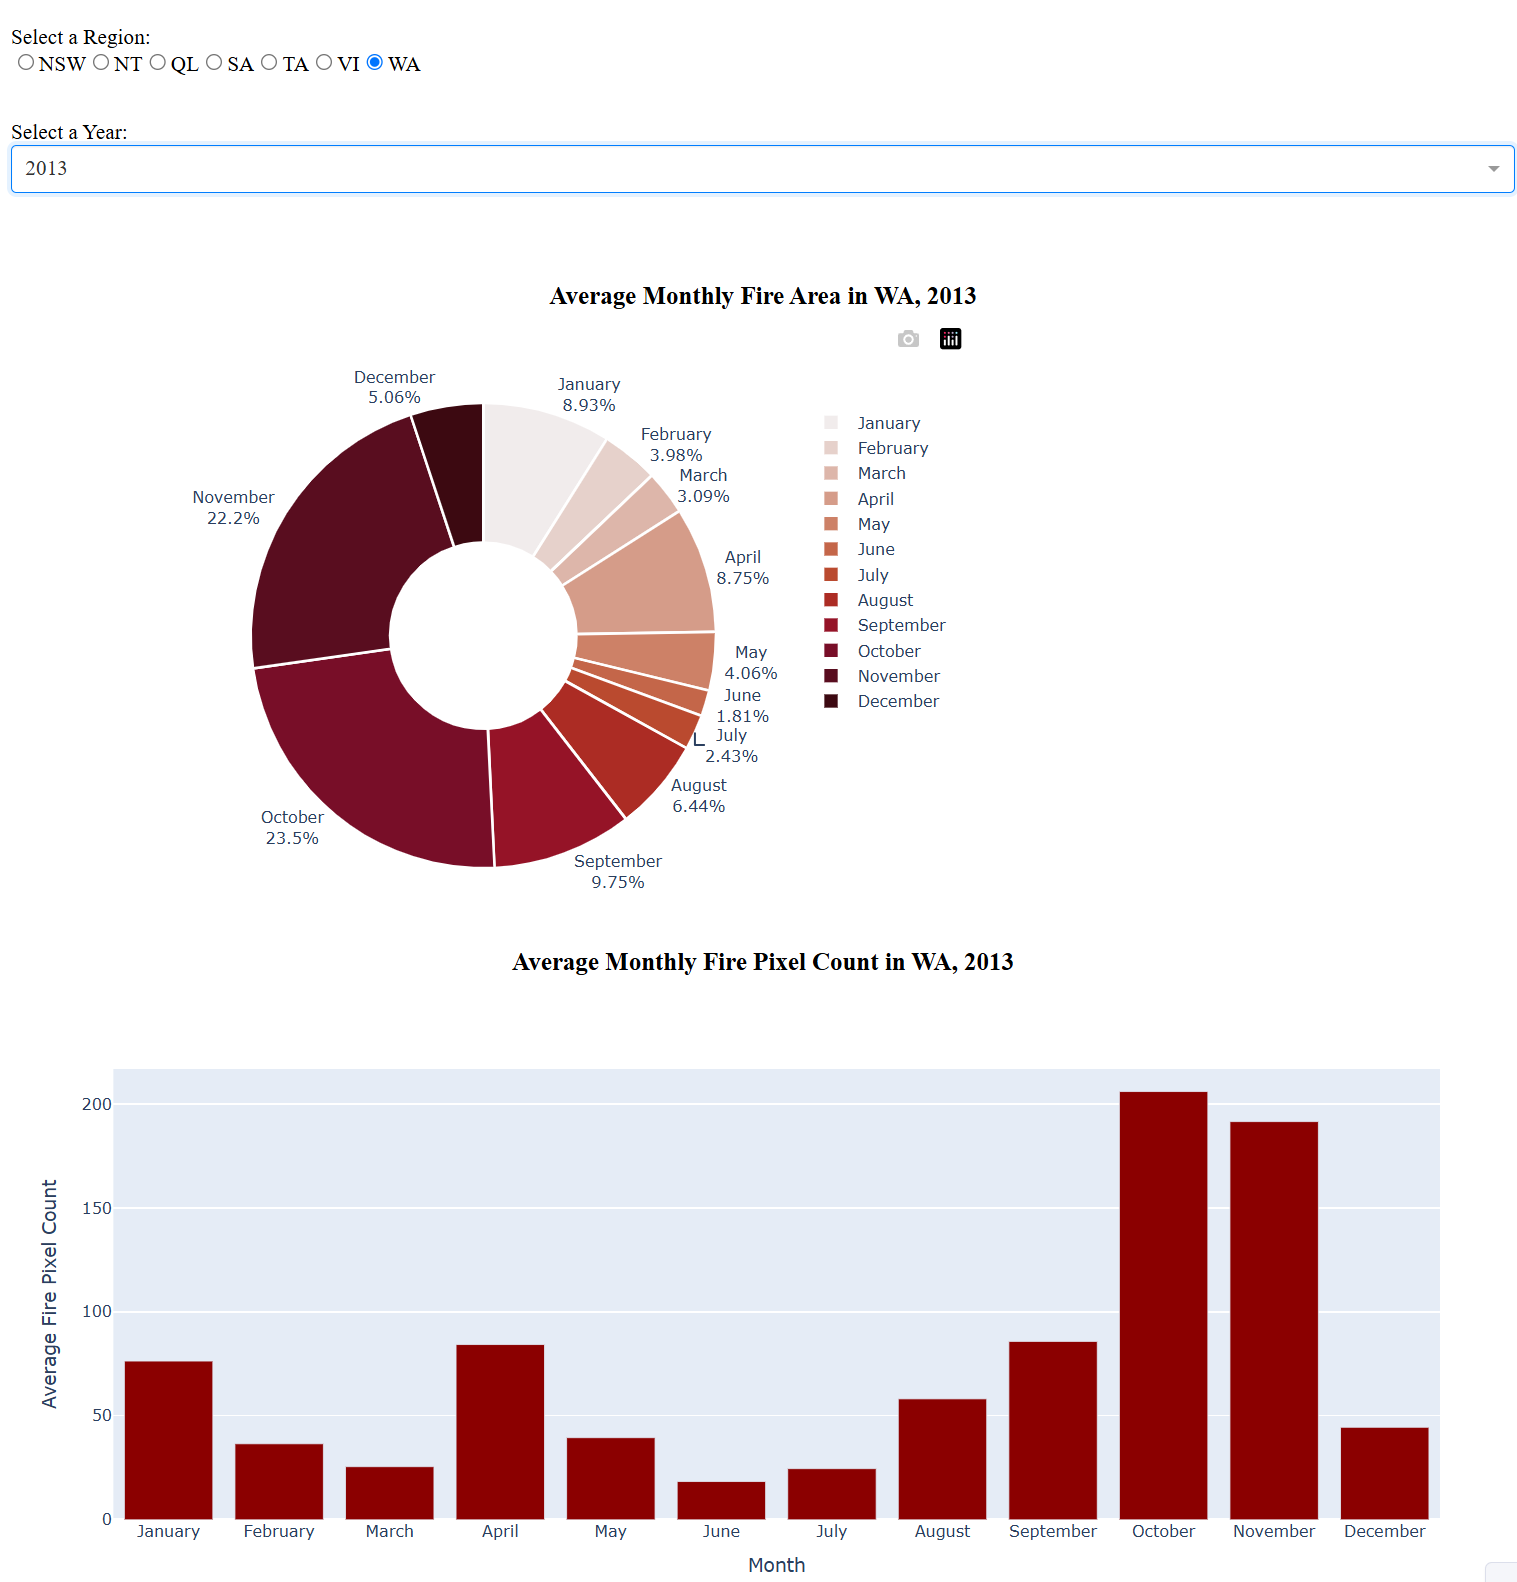 Select a Region:
NSW NT QL SA TA VI WA
Select a Year:
2013
Average Monthly Fire Area in WA, 2013
December
5.06%
January
8.93%
February
3.98%
March
3.09%
November
22.2%
April
8.75%
May
4.06%
June
1.81%
July
2.43%
August
6.44%
October
23.5%
September
9.75%
January
February
March
April
May
June
July
August
September
October
November
December
Average Monthly Fire Pixel Count in WA, 2013
Average Fire Pixel Count
200
150
100
50
0
January February March April May June July August September October November December
Month